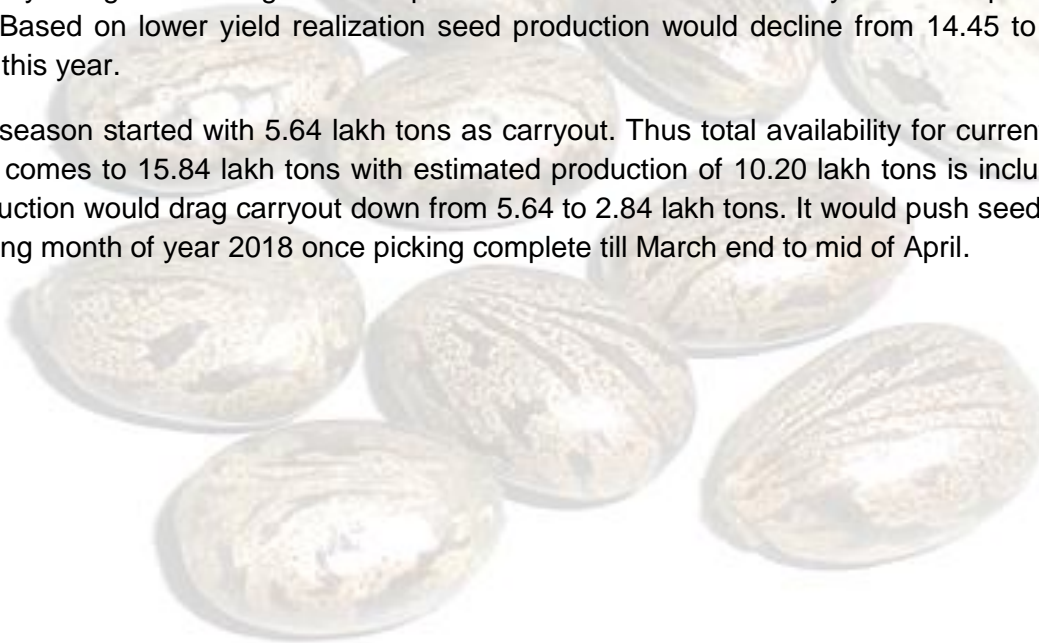 Based on lower yield realization seed production would decline from 14.45 to
this year.
season started with 5.64 lakh tons as carryout. Thus total availability for curren
comes to 15.84 lakh tons with estimated production of 10.20 lakh tons is inclu
uction would drag carryout down from 5.64 to 2.84 lakh tons. It would push seed
ng month of year 2018 once picking complete till March end to mid of April.